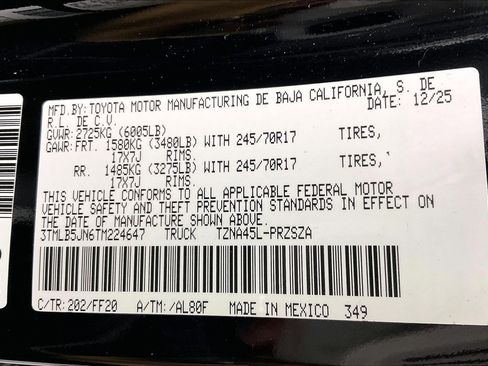 MFD.BY:TOYOTA MOTOR MANUFACTURING DE BAJA CALIFORNIA, S. DE
R.L. DE C.V. DATE: 12/25
GVWR: 2725KG (6005LB)
GAWR: FRT. 1580KG (3480LB) WITH 245/70R17 TIRES,
17X7J RIMS.
RR. 1485KG (3275LB) WITH 245/70R17 TIRES,
17X7J RIMS.
THIS VEHICLE CONFORMS TO ALL APPLICABLE FEDERAL MOTOR
VEHICLE SAFETY AND THEFT PREVENTION STANDARDS IN EFFECT ON
THE DATE OF MANUFACTURE SHOWN ABOVE.
3TMLB5JN6TM224647 TRUCK TZNA45L-PRZSZA
C/TR:202/FF20 A/TM:/AL80F MADE IN MEXICO 349